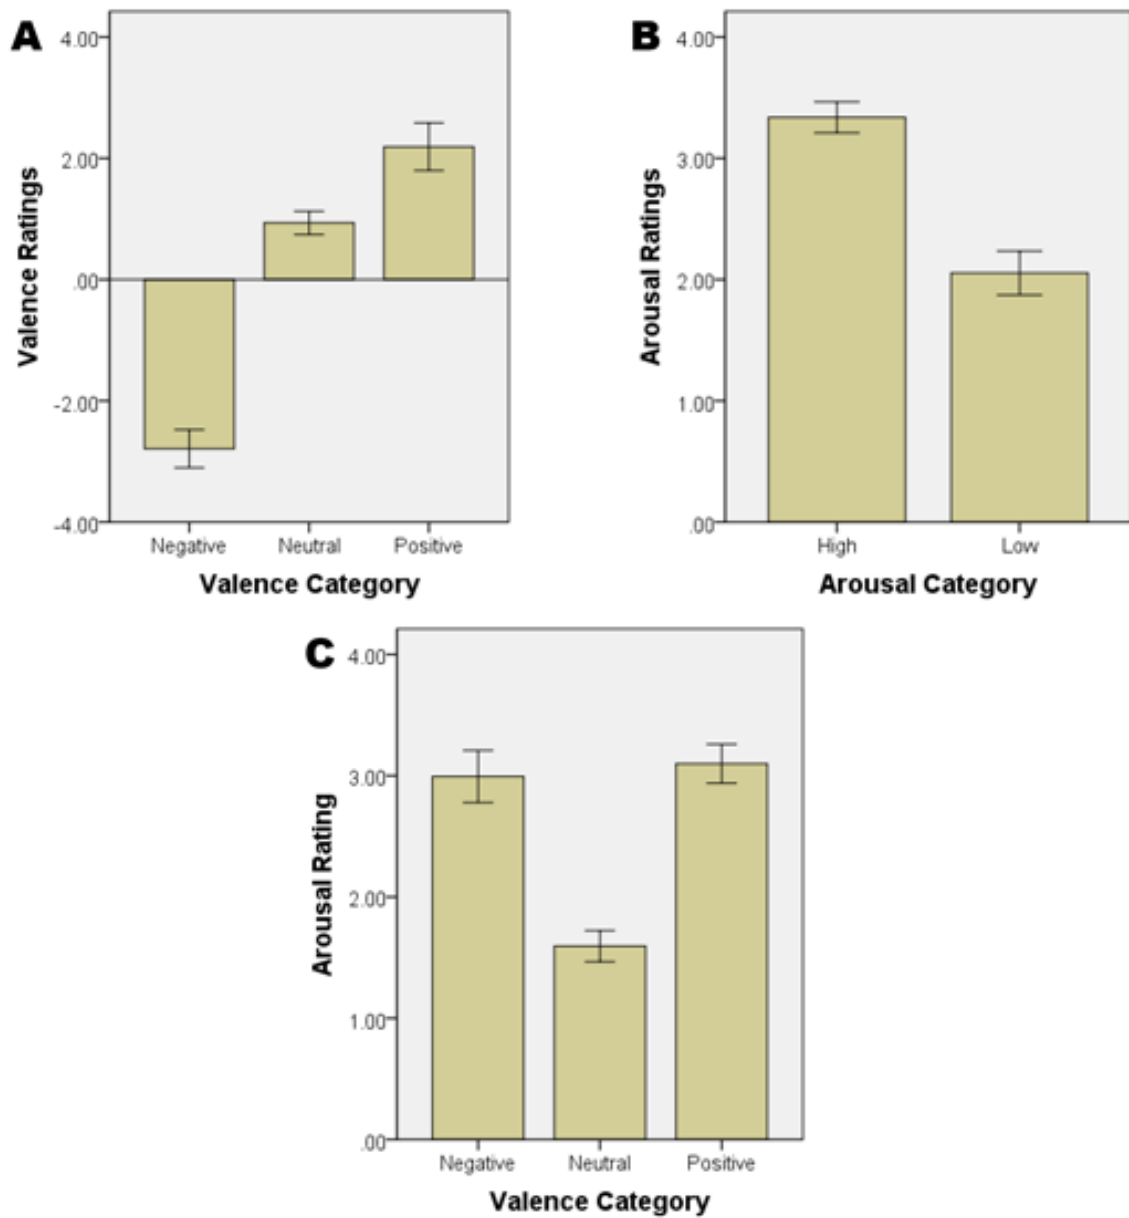 A
Valence Ratings
4.00
2.00
.00
-2.00
-4.00
Negative Neutral Positive
Valence Category
B
Arousal Ratings
4.00
3.00
2.00
1.00
.00
High Low
Arousal Category
C
Arousal Rating
4.00
3.00
2.00
1.00
.00
Negative Neutral Positive
Valence Category